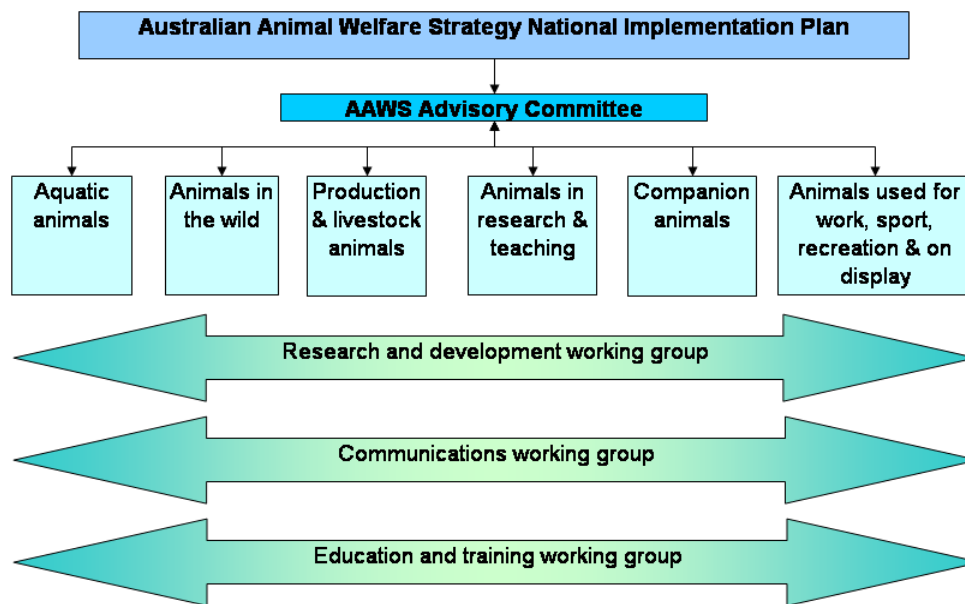 Australian Animal Welfare Strategy National Implementation Plan
AAWS Advisory Committee
Aquatic
animals
Animals in
the wild
Production
& livestock
animals
Animals in
research &
teaching
Companion
animals
Animals used for
work, sport,
recreation & on
display
Research and development working group
Communications working group
Education and training working group